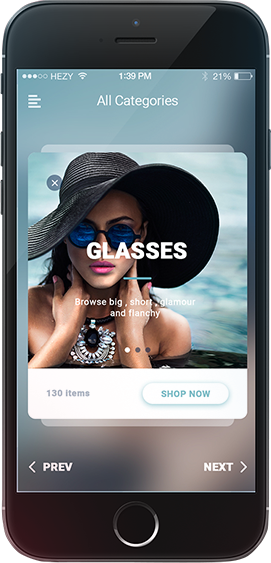 HEZY 1:39 PM 21%
All Categories
GLASSES
Browse big , short , glamour
and flanchy
130 items SHOP NOW
PREV NEXT